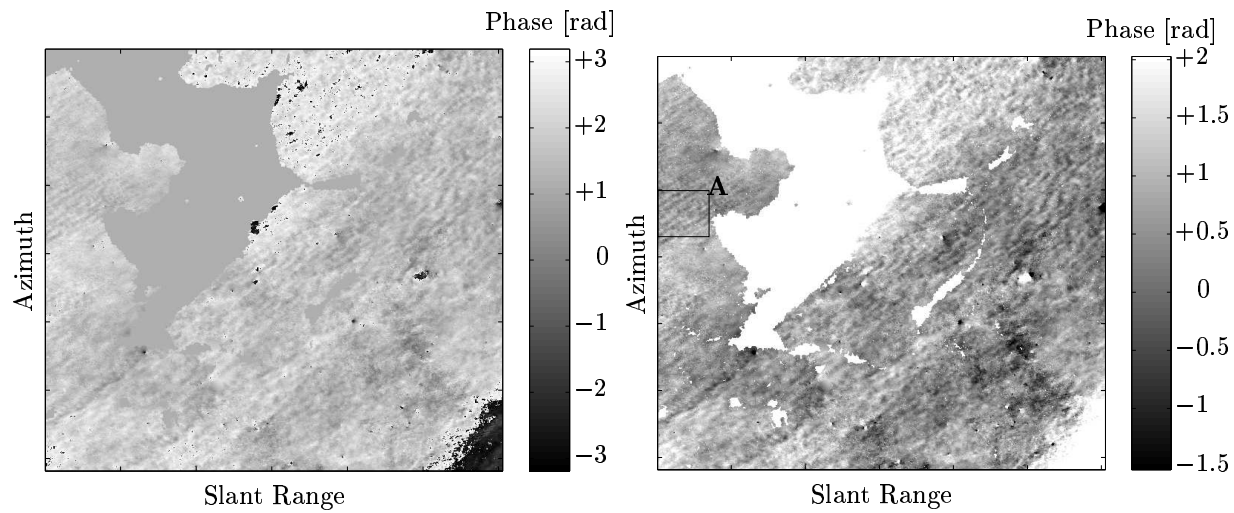 Phase [rad]
+3
+2
+1
0
−1
−2
−3
Azimuth
Slant Range
Phase [rad]
+2
+1.5
+1
+0.5
0
−0.5
−1
−1.5
A
Azimuth
Slant Range